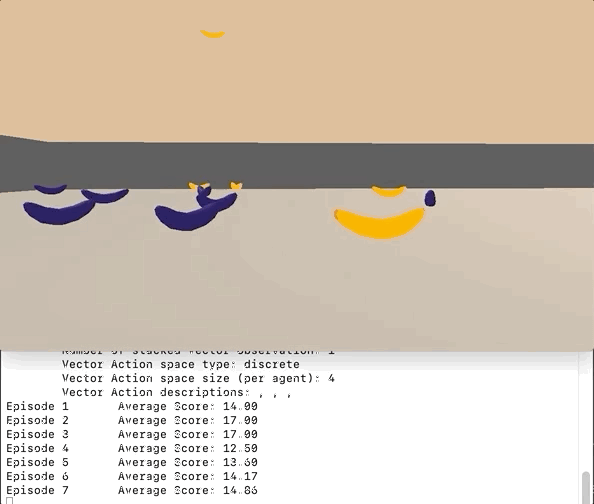 Number of stacked Vector Observation: 1
Vector Action space type: discrete
Vector Action space size (per agent): 4
Vector Action descriptions: , , ,
Episode 1 Average Score: 14.00
Episode 2 Average Score: 17.00
Episode 3 Average Score: 17.00
Episode 4 Average Score: 12.50
Episode 5 Average Score: 13.60
Episode 6 Average Score: 14.17
Episode 7 Average Score: 14.86